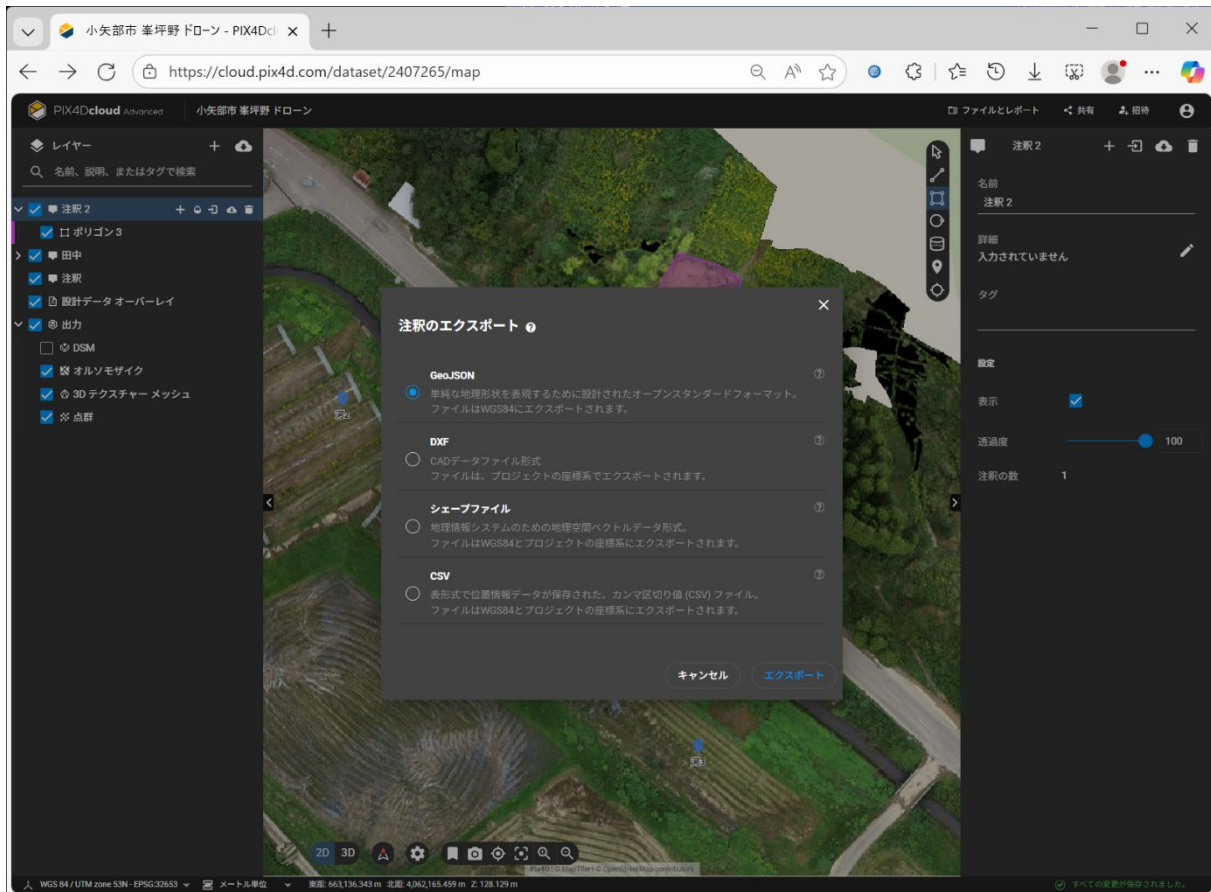 小矢部市 峯坪野 ドローン - PIX4Dcl
https://cloud.pix4d.com/dataset/2407265/map
PIX4Dcloud Advanced
小矢部市 峯坪野 ドローン
ファイルとレポート
共有
招待
レイヤー
名前、説明、またはタグで検索
注釈 2
ポリゴン 3
田中
注釈
設計データ オーバーレイ
出力
DSM
オルソモザイク
3D テクスチャー メッシュ
点群
注釈のエクスポート
GeoJSON
単純な地理形状を表現するために設計されたオープンスタンダードフォーマット。
ファイルはWGS84にエクスポートされます。
DXF
CADデータファイル形式
ファイルは、プロジェクトの座標系でエクスポートされます。
シェープファイル
地理情報システムのための地理空間ベクトルデータ形式。
ファイルはWGS84とプロジェクトの座標系にエクスポートされます。
CSV
表形式で位置情報データが保存された、カンマ区切り値 (CSV) ファイル。
ファイルはWGS84とプロジェクトの座標系にエクスポートされます。
キャンセル
エクスポート
注釈 2
名前
注釈 2
詳細
入力されていません
タグ
設定
表示
透過度
100
注釈の数
1
2D 3D
Pix4D | © MapTiler | © OpenStreetMap contributors
WGS 84 / UTM zone 53N - EPSG:32653
メートル単位
東距: 663,136.343 m 北距: 4,062,165.459 m Z: 128.129 m
すべての変更が保存されました。